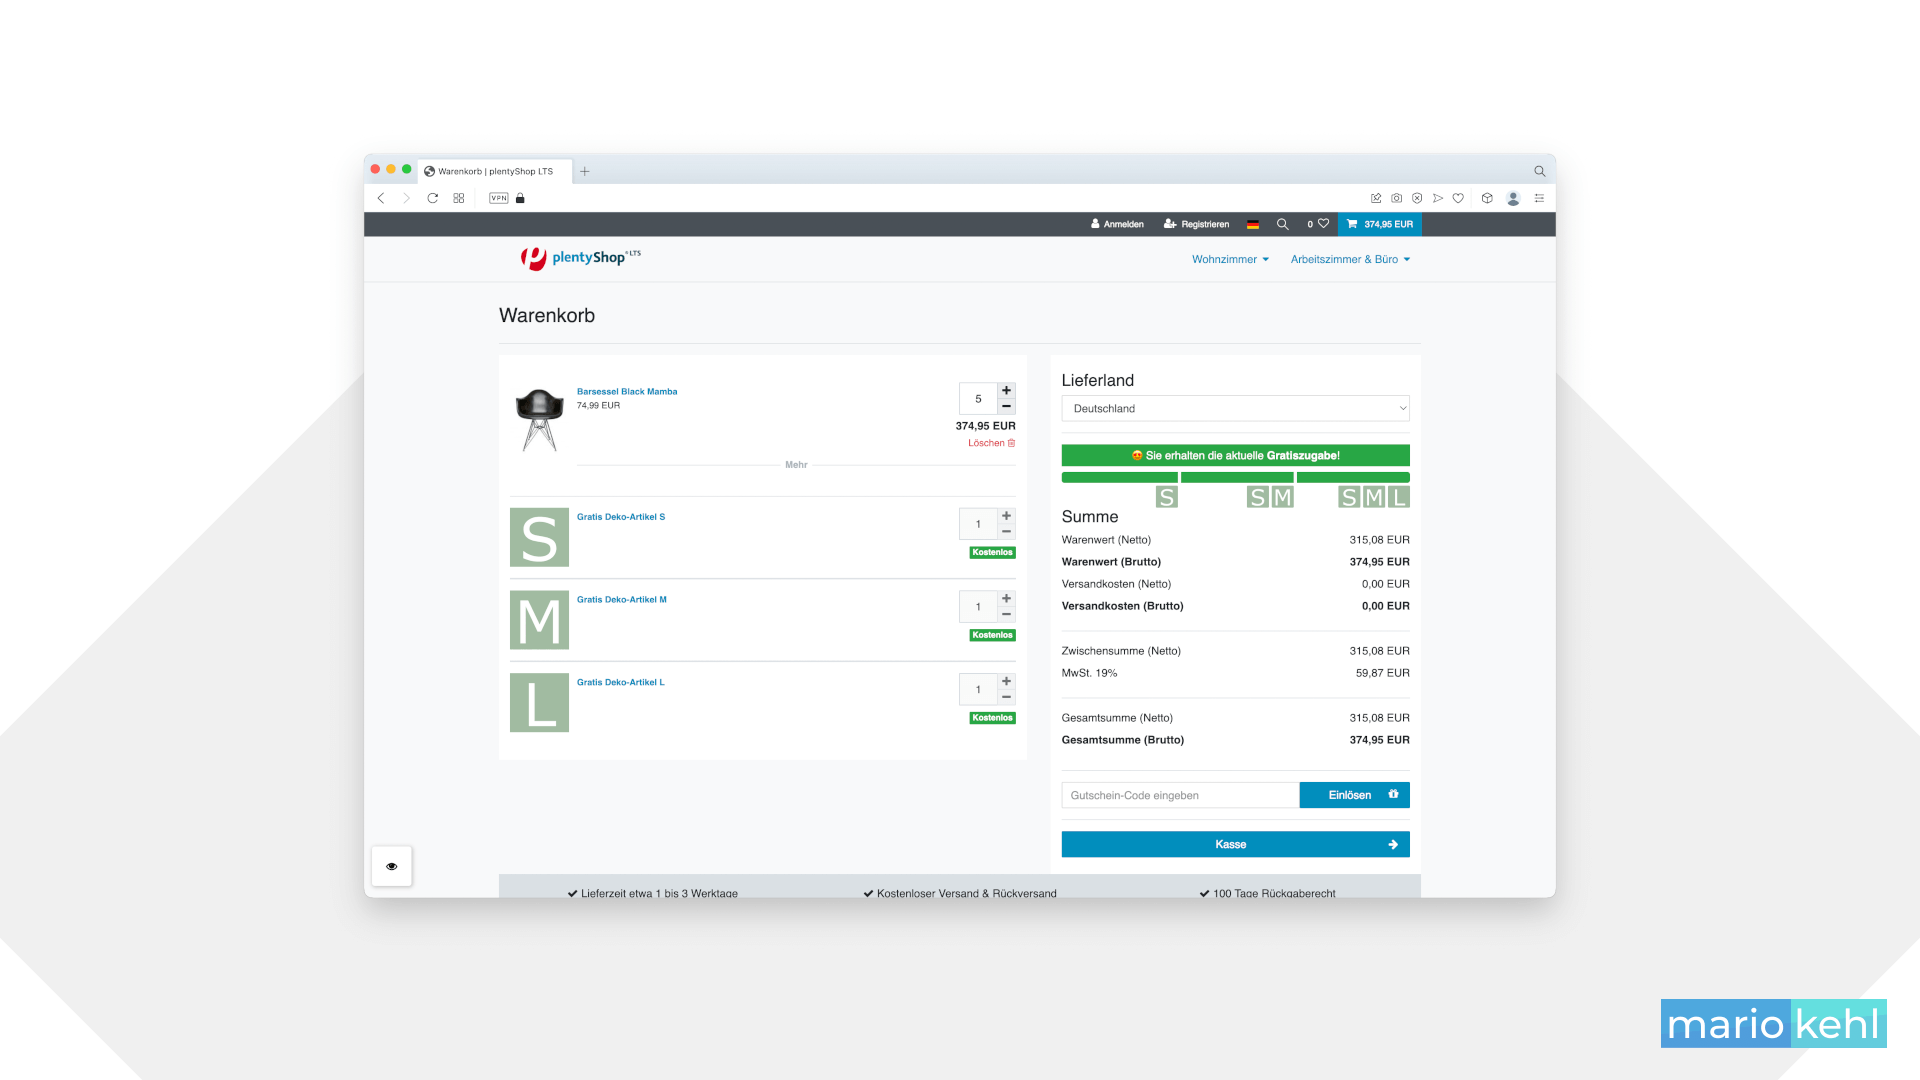 Warenkorb | plentyShop LTS
VPN
Anmelden Registrieren 0 374,95 EUR
plentyShop LTS
Wohnzimmer Arbeitszimmer & Büro
Warenkorb
Barsessel Black Mamba
74,99 EUR
5
374,95 EUR
Löschen
Mehr
S
Gratis Deko-Artikel S
1
Kostenlos
M
Gratis Deko-Artikel M
1
Kostenlos
L
Gratis Deko-Artikel L
1
Kostenlos
Lieferland
Deutschland
Sie erhalten die aktuelle Gratiszugabe!
S S M S M L
Summe
Warenwert (Netto) 315,08 EUR
Warenwert (Brutto) 374,95 EUR
Versandkosten (Netto) 0,00 EUR
Versandkosten (Brutto) 0,00 EUR
Zwischensumme (Netto) 315,08 EUR
MwSt. 19% 59,87 EUR
Gesamtsumme (Netto) 315,08 EUR
Gesamtsumme (Brutto) 374,95 EUR
Gutschein-Code eingeben Einlösen
Kasse
Lieferzeit etwa 1 bis 3 Werktage Kostenloser Versand & Rückversand 100 Tage Rückgaberecht
mario kehl